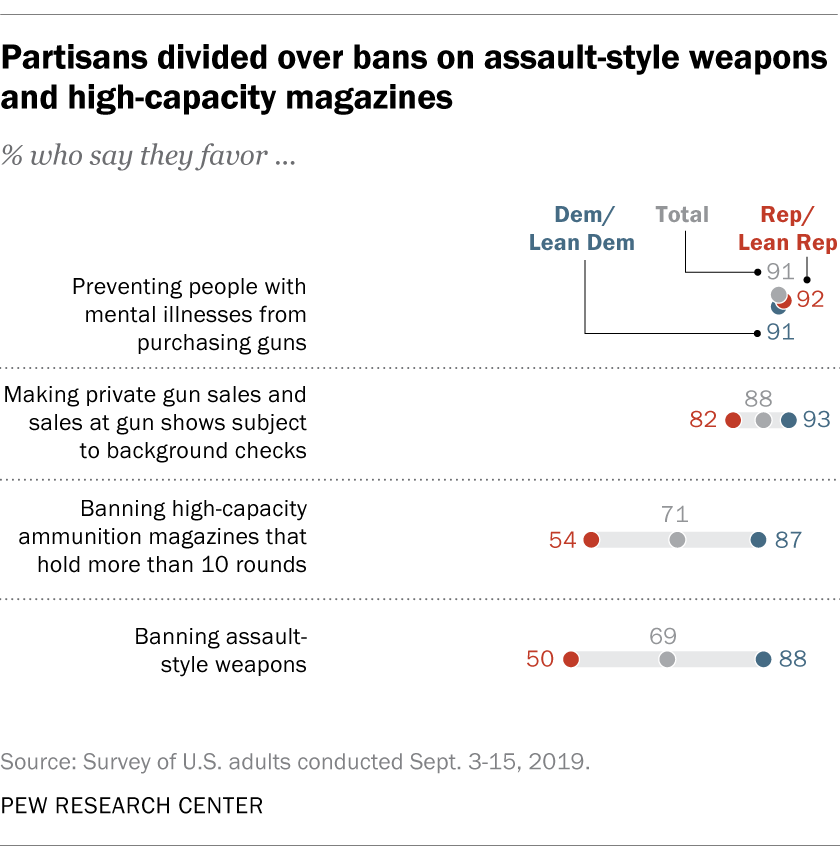 Partisans divided over bans on assault-style weapons
and high-capacity magazines
% who say they favor ...
Dem/
Lean Dem
Total
Rep/
Lean Rep
Preventing people with
mental illnesses from
purchasing guns
91
92
91
Making private gun sales and
sales at gun shows subject
to background checks
88
82
93
Banning high-capacity
ammunition magazines that
hold more than 10 rounds
71
54
87
Banning assault-
style weapons
69
50
88
Source: Survey of U.S. adults conducted Sept. 3-15, 2019.
PEW RESEARCH CENTER